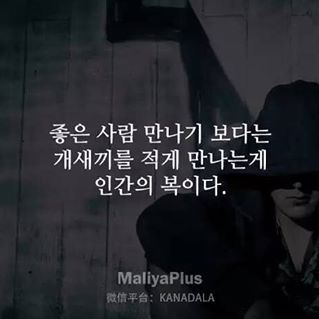 좋은 사람 만나기 보다는
개새끼를 적게 만나는게
인간의 복이다.
MaliyaPlus
微信平台：KANADALA